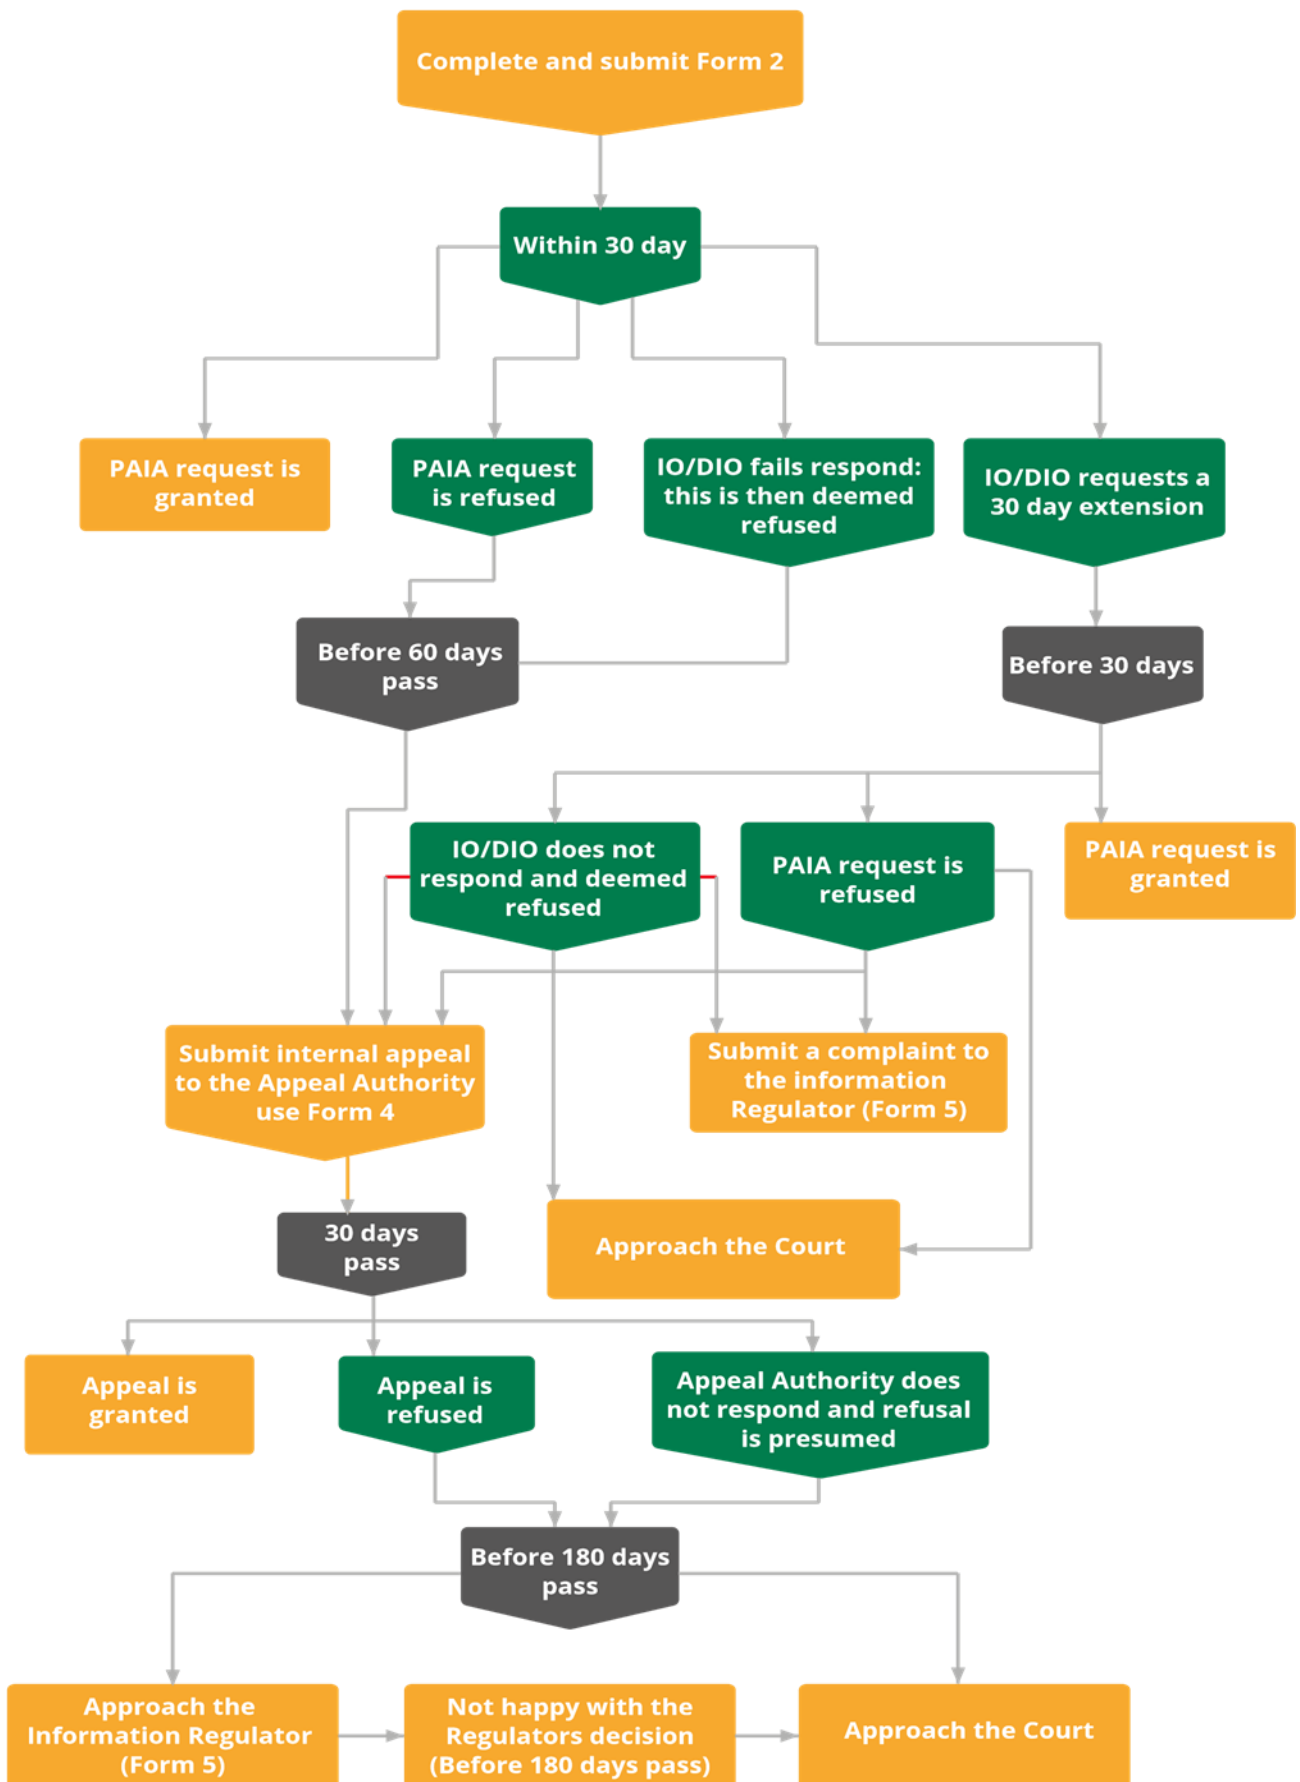 Complete and submit Form 2
Within 30 day
PAIA request is
granted
PAIA request
is refused
IO/DIO fails respond:
this is then deemed
refused
IO/DIO requests a
30 day extension
Before 60 days
pass
Before 30 days
IO/DIO does not
respond and deemed
refused
PAIA request is
refused
PAIA request is
granted
Submit internal appeal
to the Appeal Authority
use Form 4
Submit a complaint to
the information
Regulator (Form 5)
30 days
pass
Approach the Court
Appeal is
granted
Appeal is
refused
Appeal Authority does
not respond and refusal
is presumed
Before 180 days
pass
Approach the
Information Regulator
(Form 5)
Not happy with the
Regulators decision
(Before 180 days pass)
Approach the Court